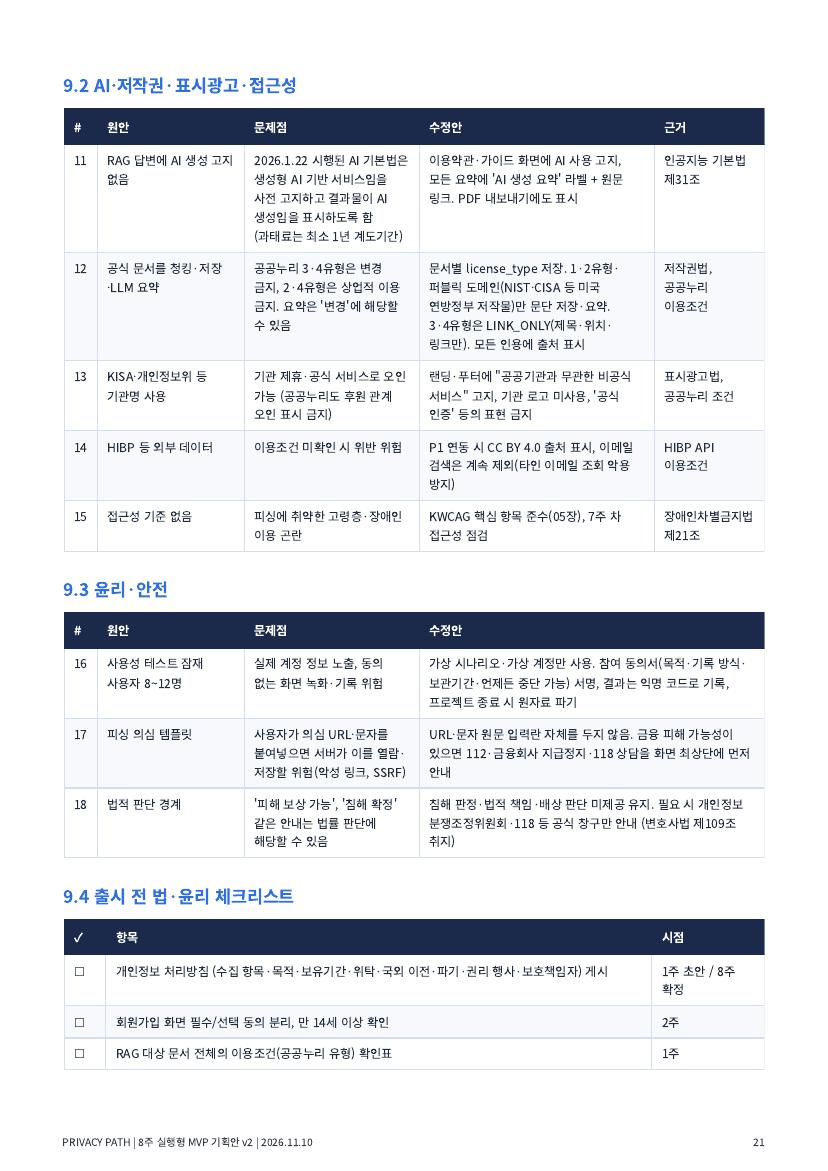 9.2 AI·저작권·표시광고·접근성
# 원안 문제점 수정안 근거
11 RAG 답변에 AI 생성 고지
없음
2026.1.22 시행된 AI 기본법은
생성형 AI 기반 서비스임을
사전 고지하고 결과물이 AI
생성임을 표시하도록 함
(과태료는 최소 1년 계도기간)
이용약관·가이드 화면에 AI 사용 고지,
모든 요약에 'AI 생성 요약' 라벨 + 원문
링크. PDF 내보내기에도 표시
인공지능 기본법
제31조
12 공식 문서를 청킹·저장
·LLM 요약
공공누리 3·4유형은 변경
금지, 2·4유형은 상업적 이용
금지. 요약은 '변경'에 해당할
수 있음
문서별 license_type 저장. 1·2유형·
퍼블릭 도메인(NIST·CISA 등 미국
연방정부 저작물)만 문단 저장·요약.
3·4유형은 LINK_ONLY(제목·위치·
링크만). 모든 인용에 출처 표시
저작권법,
공공누리
이용조건
13 KISA·개인정보위 등
기관명 사용
기관 제휴·공식 서비스로 오인
가능 (공공누리도 후원 관계
오인 표시 금지)
랜딩·푸터에 "공공기관과 무관한 비공식
서비스" 고지, 기관 로고 미사용, '공식
인증' 등의 표현 금지
표시광고법,
공공누리 조건
14 HIBP 등 외부 데이터
이용조건 미확인 시 위반 위험
P1 연동 시 CC BY 4.0 출처 표시, 이메일
검색은 계속 제외(타인 이메일 조회 악용
방지)
HIBP API
이용조건
15 접근성 기준 없음
피싱에 취약한 고령층·장애인
이용 곤란
KWCAG 핵심 항목 준수(05장), 7주 차
접근성 점검
장애인차별금지법
제21조
9.3 윤리·안전
# 원안 문제점 수정안
16 사용성 테스트 잠재
사용자 8~12명
실제 계정 정보 노출, 동의
없는 화면 녹화·기록 위험
가상 시나리오·가상 계정만 사용. 참여 동의서(목적·기록 방식·
보관기간·언제든 중단 가능) 서명, 결과는 익명 코드로 기록,
프로젝트 종료 시 원자료 파기
17 피싱 의심 템플릿
사용자가 의심 URL·문자를
붙여넣으면 서버가 이를 열람·
저장할 위험(악성 링크, SSRF)
URL·문자 원문 입력란 자체를 두지 않음. 금융 피해 가능성이
있으면 112·금융회사 지급정지·118 상담을 화면 최상단에 먼저
안내
18 법적 판단 경계
'피해 보상 가능', '침해 확정'
같은 안내는 법률 판단에
해당할 수 있음
침해 판정·법적 책임·배상 판단 미제공 유지. 필요 시 개인정보
분쟁조정위원회·118 등 공식 창구만 안내 (변호사법 제109조
취지)
9.4 출시 전 법·윤리 체크리스트
✓ 항목 시점
☐ 개인정보 처리방침 (수집 항목·목적·보유기간·위탁·국외 이전·파기·권리 행사·보호책임자) 게시
1주 초안 / 8주
확정
☐ 회원가입 화면 필수/선택 동의 분리, 만 14세 이상 확인 2주
☐ RAG 대상 문서 전체의 이용조건(공공누리 유형) 확인표 1주
PRIVACY PATH | 8주 실행형 MVP 기획안 v2 | 2026.11.10 21